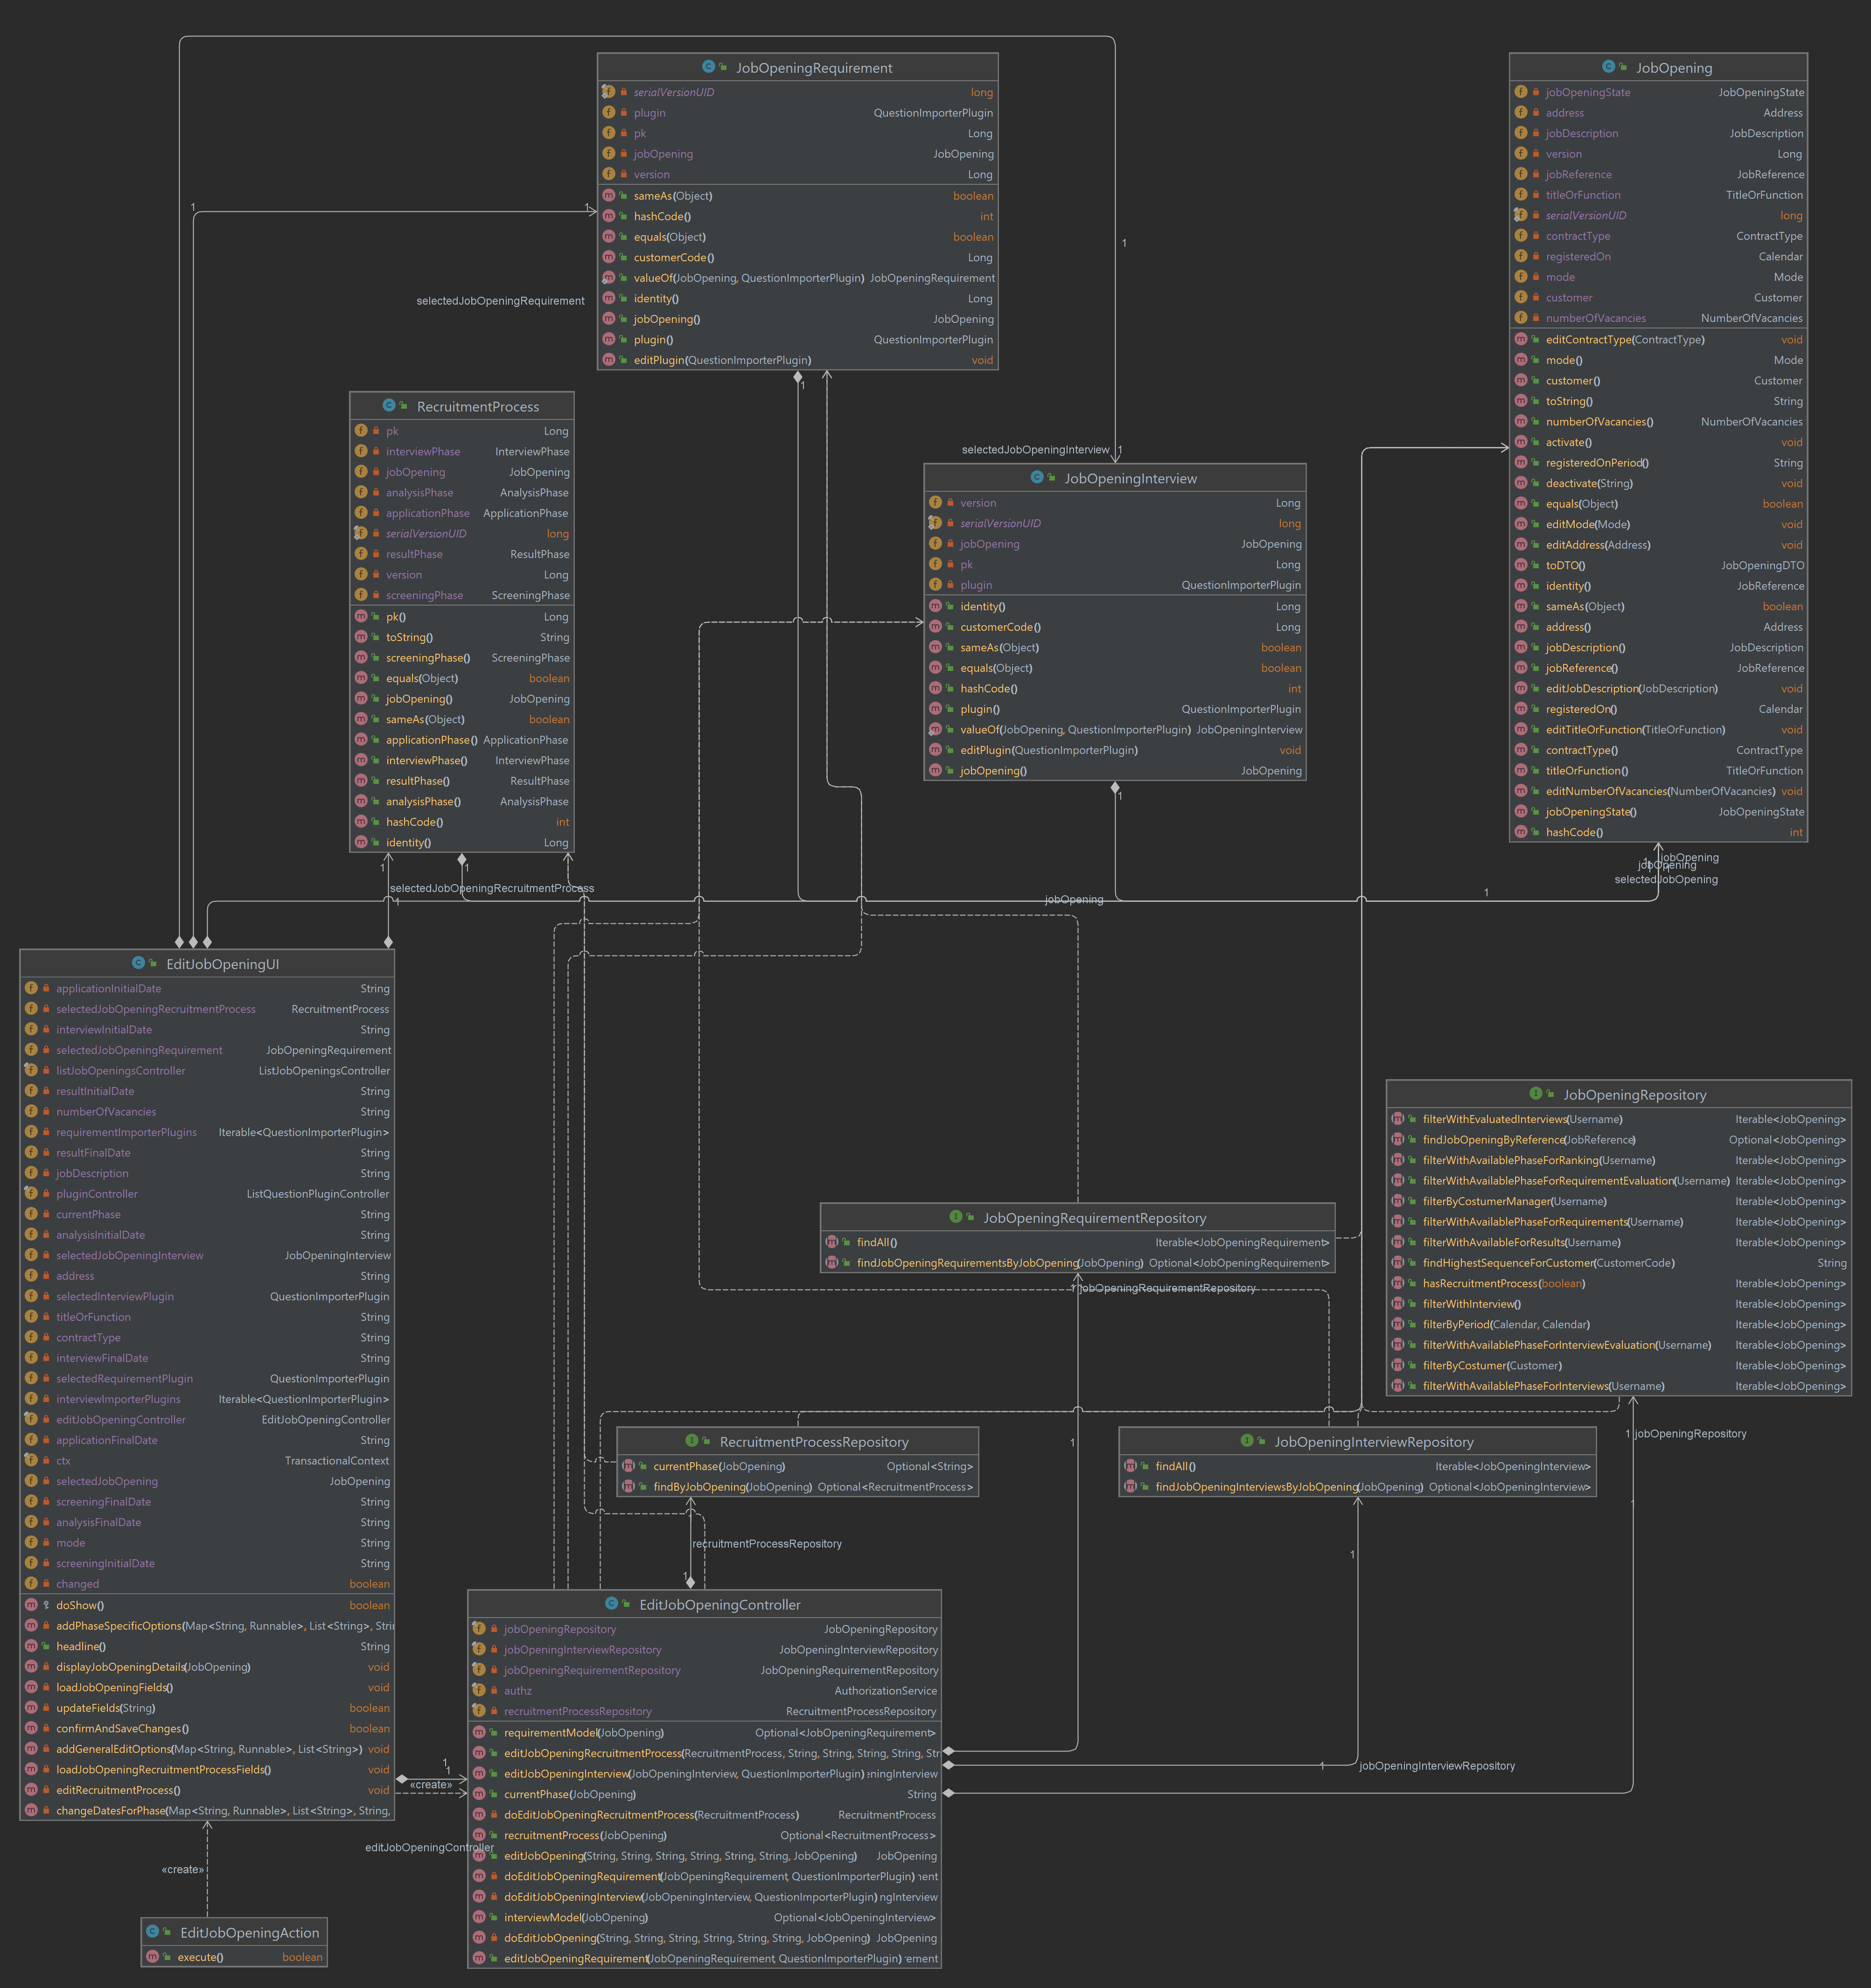 JobOpeningRequirement
serialVersionUID long
plugin QuestionImporterPlugin
pk Long
jobOpening JobOpening
version Long
sameAs(Object) boolean
hashCode() int
equals(Object) boolean
customerCode() Long
valueOf(JobOpening, QuestionImporterPlugin) JobOpeningRequirement
identity() Long
jobOpening() JobOpening
plugin() QuestionImporterPlugin
editPlugin(QuestionImporterPlugin) void
JobOpening
jobOpeningState JobOpeningState
address Address
jobDescription JobDescription
version Long
jobReference JobReference
titleOrFunction TitleOrFunction
serialVersionUID long
contractType ContractType
registeredOn Calendar
mode Mode
customer Customer
numberOfVacancies NumberOfVacancies
editContractType(ContractType) void
mode() Mode
customer() Customer
toString() String
numberOfVacancies() NumberOfVacancies
activate() void
registeredOnPeriod() String
deactivate(String) void
equals(Object) boolean
editMode(Mode) void
editAddress(Address) void
toDTO() JobOpeningDTO
identity() JobReference
sameAs(Object) boolean
address() Address
jobDescription() JobDescription
jobReference() JobReference
editJobDescription(JobDescription) void
registeredOn() Calendar
editTitleOrFunction(TitleOrFunction) void
contractType() ContractType
titleOrFunction() TitleOrFunction
editNumberOfVacancies(NumberOfVacancies) void
jobOpeningState() JobOpeningState
hashCode() int
1
1
1
selectedJobOpeningRequirement
1
1
RecruitmentProcess
pk Long
interviewPhase InterviewPhase
jobOpening JobOpening
analysisPhase AnalysisPhase
applicationPhase ApplicationPhase
serialVersionUID long
resultPhase ResultPhase
version Long
screeningPhase ScreeningPhase
pk() Long
toString() String
screeningPhase() ScreeningPhase
equals(Object) boolean
jobOpening() JobOpening
sameAs(Object) boolean
applicationPhase() ApplicationPhase
interviewPhase() InterviewPhase
resultPhase() ResultPhase
analysisPhase() AnalysisPhase
hashCode() int
identity() Long
selectedJobOpeningInterview
JobOpeningInterview
version Long
serialVersionUID long
jobOpening JobOpening
pk Long
plugin QuestionImporterPlugin
identity() Long
customerCode() Long
sameAs(Object) boolean
equals(Object) boolean
hashCode() int
plugin() QuestionImporterPlugin
valueOf(JobOpening, QuestionImporterPlugin) JobOpeningInterview
editPlugin(QuestionImporterPlugin) void
jobOpening() JobOpening
1
1
1
jobOpening
jobOpening
selectedJobOpening
selectedJobOpeningRecruitmentProcess
1
1
jobOpening
EditJobOpeningUI
applicationInitialDate String
selectedJobOpeningRecruitmentProcess RecruitmentProcess
interviewInitialDate String
selectedJobOpeningRequirement JobOpeningRequirement
listJobOpeningsController ListJobOpeningsController
resultInitialDate String
numberOfVacancies String
requirementImporterPlugins Iterable<QuestionImporterPlugin>
resultFinalDate String
jobDescription String
pluginController ListQuestionPluginController
currentPhase String
analysisInitialDate String
selectedJobOpeningInterview JobOpeningInterview
address String
selectedInterviewPlugin QuestionImporterPlugin
titleOrFunction String
contractType String
interviewFinalDate String
selectedRequirementPlugin QuestionImporterPlugin
interviewImporterPlugins Iterable<QuestionImporterPlugin>
editJobOpeningController EditJobOpeningController
applicationFinalDate String
ctx TransactionalContext
selectedJobOpening JobOpening
screeningFinalDate String
analysisFinalDate String
mode String
screeningInitialDate String
changed boolean
doShow() boolean
addPhaseSpecificOptions(Map<String, Runnable>, List<String>, Stri
headline() String
displayJobOpeningDetails(JobOpening) void
loadJobOpeningFields() void
updateFields(String) boolean
confirmAndSaveChanges() boolean
addGeneralEditOptions(Map<String, Runnable>, List<String>) void
loadJobOpeningRecruitmentProcessFields() void
editRecruitmentProcess() void
changeDatesForPhase(Map<String, Runnable>, List<String>, String,
JobOpeningRepository
filterWithEvaluatedInterviews(Username) Iterable<JobOpening>
findJobOpeningByReference(JobReference) Optional<JobOpening>
filterWithAvailablePhaseForRanking(Username) Iterable<JobOpening>
filterWithAvailablePhaseForRequirementEvaluation(Username) Iterable<JobOpening>
filterByCostumerManager(Username) Iterable<JobOpening>
filterWithAvailablePhaseForRequirements(Username) Iterable<JobOpening>
filterWithAvailableForResults(Username) Iterable<JobOpening>
findHighestSequenceForCustomer(CustomerCode) String
hasRecruitmentProcess(boolean) Iterable<JobOpening>
filterWithInterview() Iterable<JobOpening>
filterByPeriod(Calendar, Calendar) Iterable<JobOpening>
filterWithAvailablePhaseForInterviewEvaluation(Username) Iterable<JobOpening>
filterByCostumer(Customer) Iterable<JobOpening>
filterWithAvailablePhaseForInterviews(Username) Iterable<JobOpening>
JobOpeningRequirementRepository
findAll() Iterable<JobOpeningRequirement>
findJobOpeningRequirementsByJobOpening(JobOpening) Optional<JobOpeningRequirement>
1 jobOpeningRequirementRepository
RecruitmentProcessRepository
currentPhase(JobOpening) Optional<String>
findByJobOpening(JobOpening) Optional<RecruitmentProcess>
1
JobOpeningInterviewRepository
findAll() Iterable<JobOpeningInterview>
findJobOpeningInterviewsByJobOpening(JobOpening) Optional<JobOpeningInterview>
1 jobOpeningRepository
1
1
recruitmentProcessRepository
1
1
EditJobOpeningController
jobOpeningRepository JobOpeningRepository
jobOpeningInterviewRepository JobOpeningInterviewRepository
jobOpeningRequirementRepository JobOpeningRequirementRepository
authz AuthorizationService
recruitmentProcessRepository RecruitmentProcessRepository
requirementModel(JobOpening) Optional<JobOpeningRequirement>
editJobOpeningRecruitmentProcess(RecruitmentProcess, String, String, String, String, Str
editJobOpeningInterview(JobOpeningInterview, QuestionImporterPlugin) eningInterview
currentPhase(JobOpening) String
doEditJobOpeningRecruitmentProcess(RecruitmentProcess) RecruitmentProcess
recruitmentProcess(JobOpening) Optional<RecruitmentProcess>
editJobOpening(String, String, String, String, String, String, JobOpening) JobOpening
doEditJobOpeningRequirement(JobOpeningRequirement, QuestionImporterPlugin) nent
doEditJobOpeningInterview(JobOpeningInterview, QuestionImporterPlugin) ngInterview
interviewModel(JobOpening) Optional<JobOpeningInterview>
doEditJobOpening(String, String, String, String, String, String, JobOpening) JobOpening
editJobOpeningRequirement(JobOpeningRequirement, QuestionImporterPlugin) rement
1 jobOpeningInterviewRepository
1
1
«create»
editJobOpeningController
«create»
EditJobOpeningAction
execute() boolean